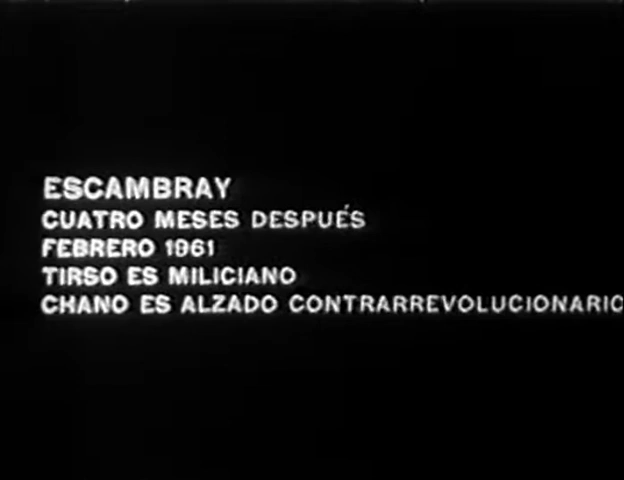 ESCAMBRAY
CUATRO MESES DESPUÉS
FEBRERO 1961
TIRSO ES MILICIANO
CHANO ES ALZADO CONTRARREVOLUCIONARIO